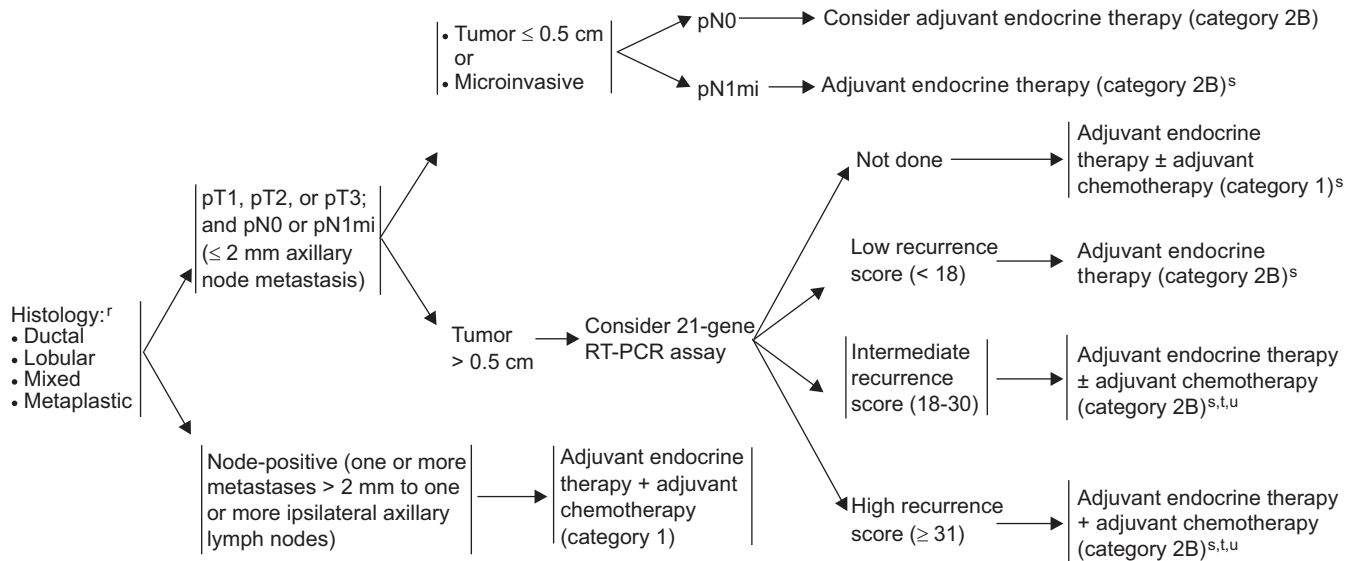 • Tumor ≤ 0.5 cm
or
• Microinvasive
pN0
Consider adjuvant endocrine therapy (category 2B)
pN1mi
Adjuvant endocrine therapy (category 2B)s
Histology:r
• Ductal
• Lobular
• Mixed
• Metaplastic
pT1, pT2, or pT3;
and pN0 or pN1mi
(≤ 2 mm axillary
node metastasis)
Tumor
> 0.5 cm
Consider 21-gene
RT-PCR assay
Not done
Adjuvant endocrine
therapy ± adjuvant
chemotherapy (category 1)s
Low recurrence
score (< 18)
Adjuvant endocrine
therapy (category 2B)s
Intermediate
recurrence
score (18-30)
Adjuvant endocrine therapy
± adjuvant chemotherapy
(category 2B)s,t,u
High recurrence
score (≥ 31)
Adjuvant endocrine therapy
+ adjuvant chemotherapy
(category 2B)s,t,u
Node-positive (one or more
metastases > 2 mm to one
or more ipsilateral axillary
lymph nodes)
Adjuvant endocrine
therapy + adjuvant
chemotherapy
(category 1)